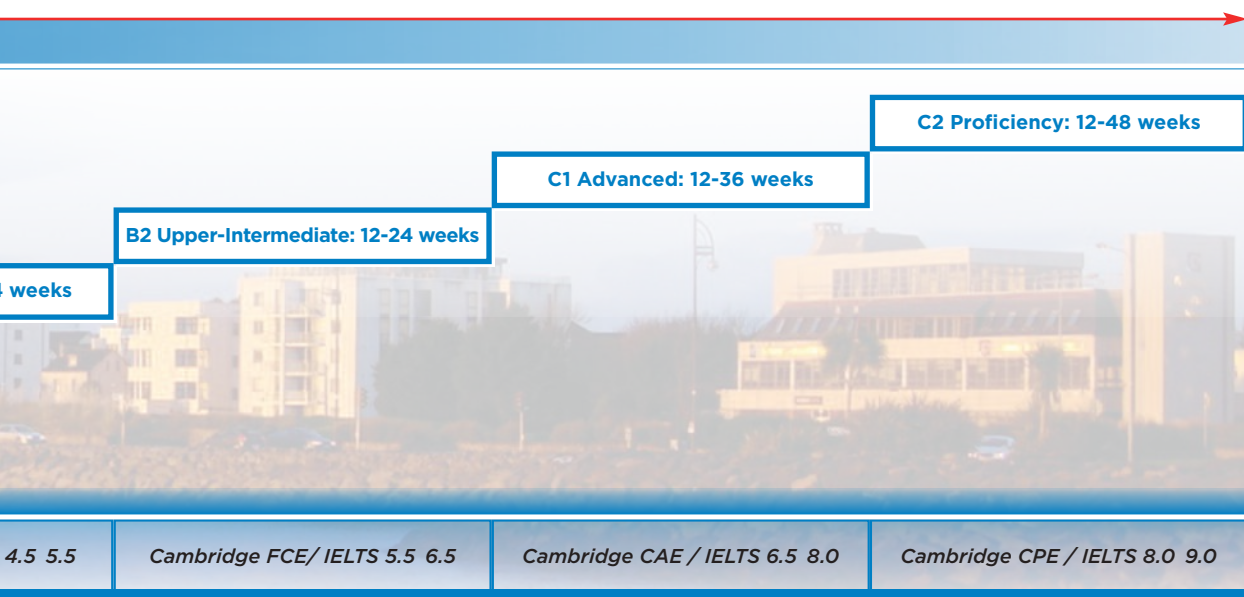 C2 Proficiency: 12-48 weeks
C1 Advanced: 12-36 weeks
B2 Upper-Intermediate: 12-24 weeks
weeks
4.5 5.5
Cambridge FCE/ IELTS 5.5 6.5
Cambridge CAE / IELTS 6.5 8.0
Cambridge CPE / IELTS 8.0 9.0